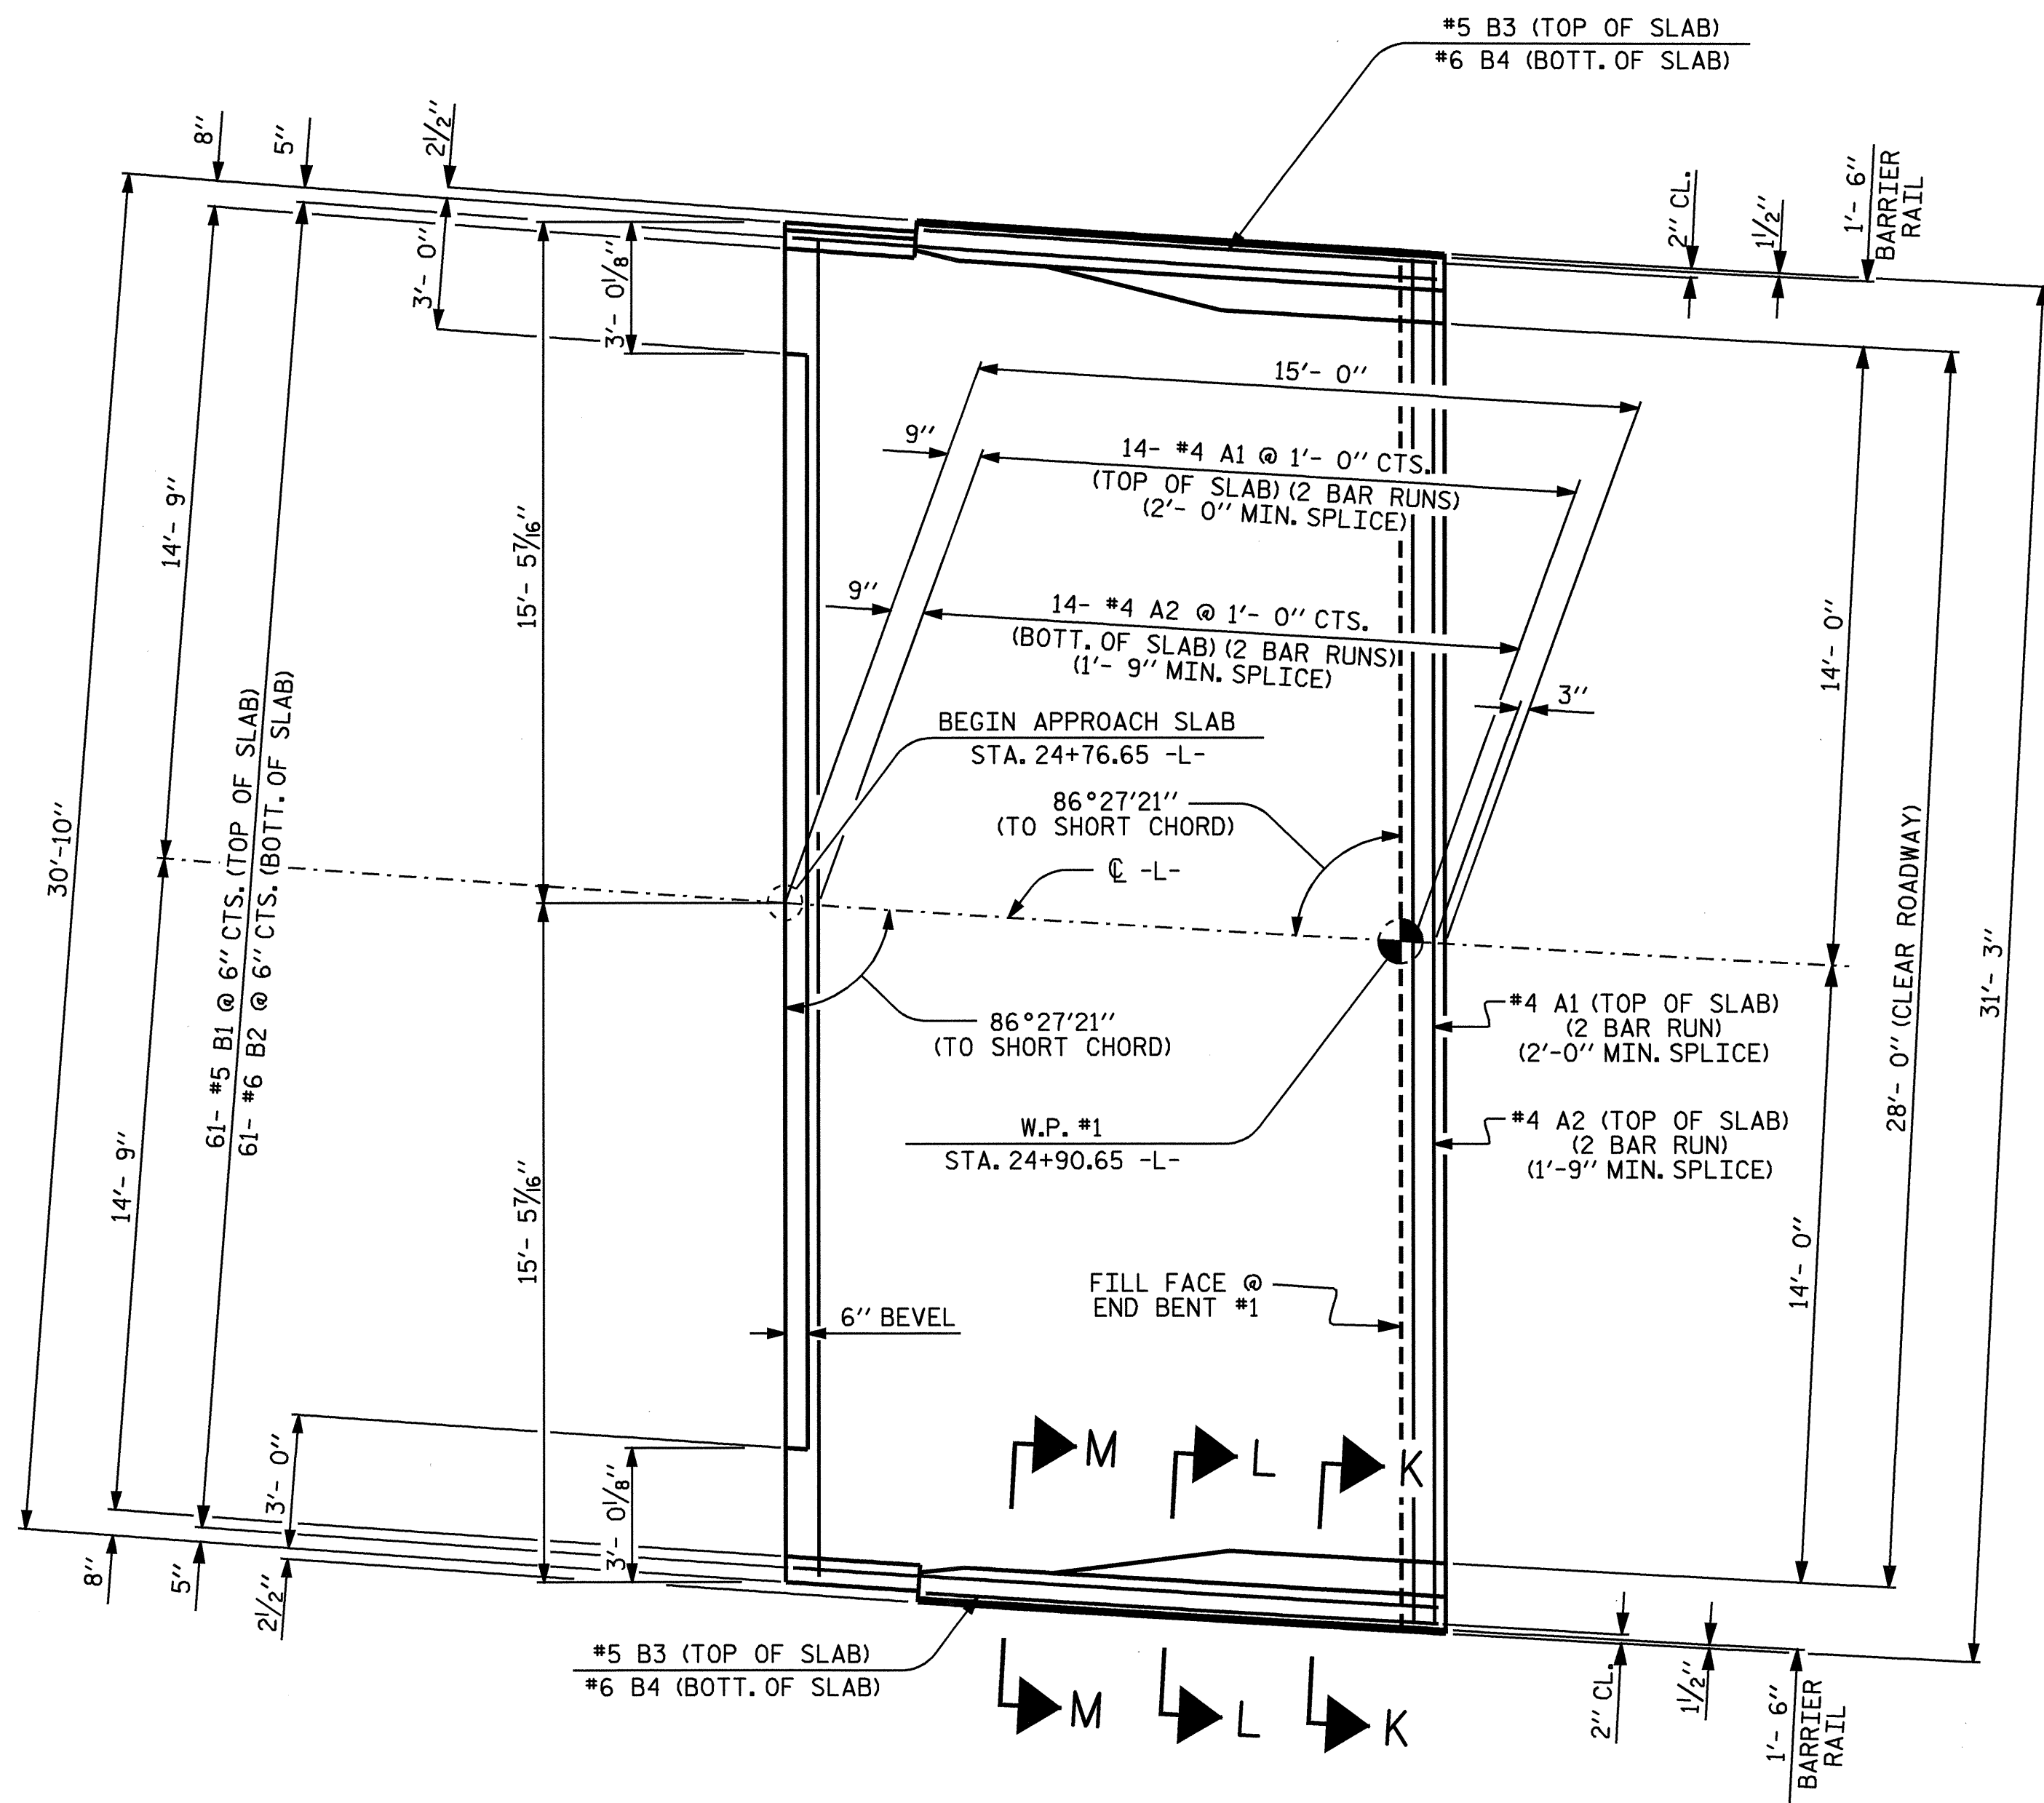 #5 B3 (TOP OF SLAB)
#6 B4 (BOTT. OF SLAB)
8"
5"
2½"
2" CL.
1½"
1'- 6"
BARRIER
RAIL
3'- 0"
3'- 0⅛"
15'- 0"
9"
14- #4 A1 @ 1'- 0" CTS.
(TOP OF SLAB) (2 BAR RUNS)
(2'- 0" MIN. SPLICE)
14'- 9"
15'- 5⁷⁄₁₆"
9"
14- #4 A2 @ 1'- 0" CTS.
(BOTT. OF SLAB) (2 BAR RUNS)
(1'- 9" MIN. SPLICE)
14'- 0"
3"
BEGIN APPROACH SLAB
STA. 24+76.65 -L-
86°27'21"
(TO SHORT CHORD)
℄ -L-
30'-10"
61- #5 B1 @ 6" CTS. (TOP OF SLAB)
61- #6 B2 @ 6" CTS. (BOTT. OF SLAB)
28'- 0" (CLEAR ROADWAY)
31'- 3"
86°27'21"
(TO SHORT CHORD)
#4 A1 (TOP OF SLAB)
(2 BAR RUN)
(2'-0" MIN. SPLICE)
W.P. #1
STA. 24+90.65 -L-
#4 A2 (TOP OF SLAB)
(2 BAR RUN)
(1'-9" MIN. SPLICE)
14'- 9"
15'- 5⁷⁄₁₆"
14'- 0"
FILL FACE @
END BENT #1
6" BEVEL
3'- 0"
3'- 0⅛"
M
L
K
8"
5"
2½"
#5 B3 (TOP OF SLAB)
#6 B4 (BOTT. OF SLAB)
M
L
K
2" CL.
1½"
1'- 6"
BARRIER
RAIL